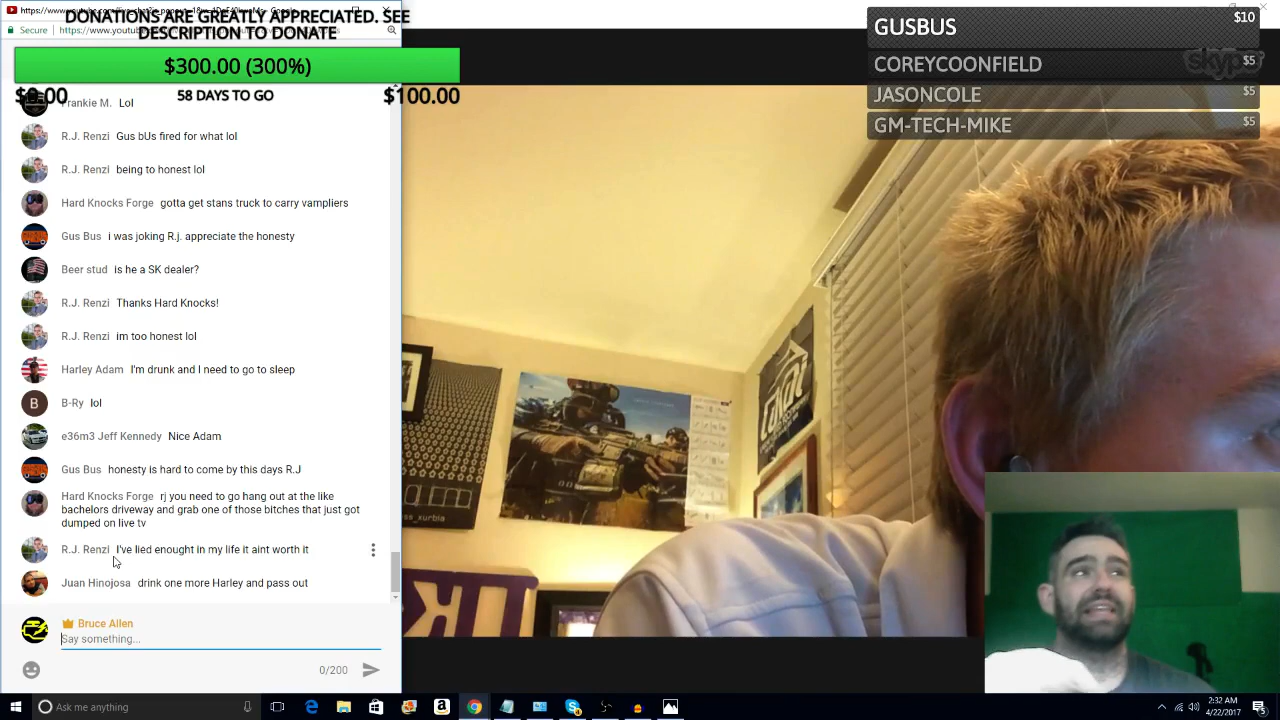 DONATIONS ARE GREATLY APPRECIATED. SEE
DESCRIPTION TO DONATE
Secure
$300.00 (300%)
$0.00
58 DAYS TO GO
$100.00
GUSBUS $10
COREYCOONFIELD $5
JASONCOLE $5
GM-TECH-MIKE $5
skype
Frankie M. Lol
R.J. Renzi Gus bUs fired for what lol
R.J. Renzi being to honest lol
Hard Knocks Forge gotta get stans truck to carry vampliers
Gus Bus i was joking R.j. appreciate the honesty
Beer stud is he a SK dealer?
R.J. Renzi Thanks Hard Knocks!
R.J. Renzi im too honest lol
Harley Adam I'm drunk and I need to go to sleep
B B-Ry lol
e36m3 Jeff Kennedy Nice Adam
Gus Bus honesty is hard to come by this days R.J
Hard Knocks Forge rj you need to go hang out at the like
bachelors driveway and grab one of those bitches that just got
dumped on live tv
R.J. Renzi I've lied enought in my life it aint worth it
Juan Hinojosa drink one more Harley and pass out
Bruce Allen
Say something...
0/200
Ask me anything
2:32 AM
4/22/2017